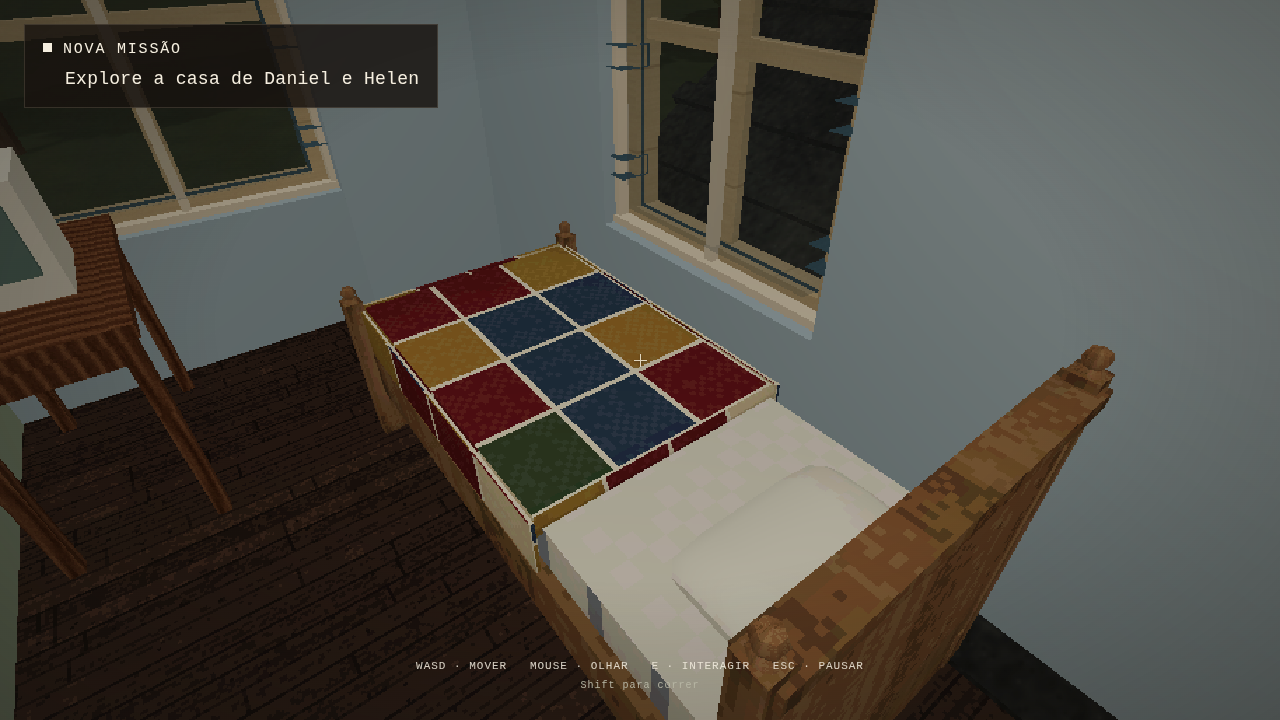 NOVA MISSÃO
Explore a casa de Daniel e Helen
WASD · MOVER MOUSE · OLHAR E · INTERAGIR ESC · PAUSAR
Shift para correr